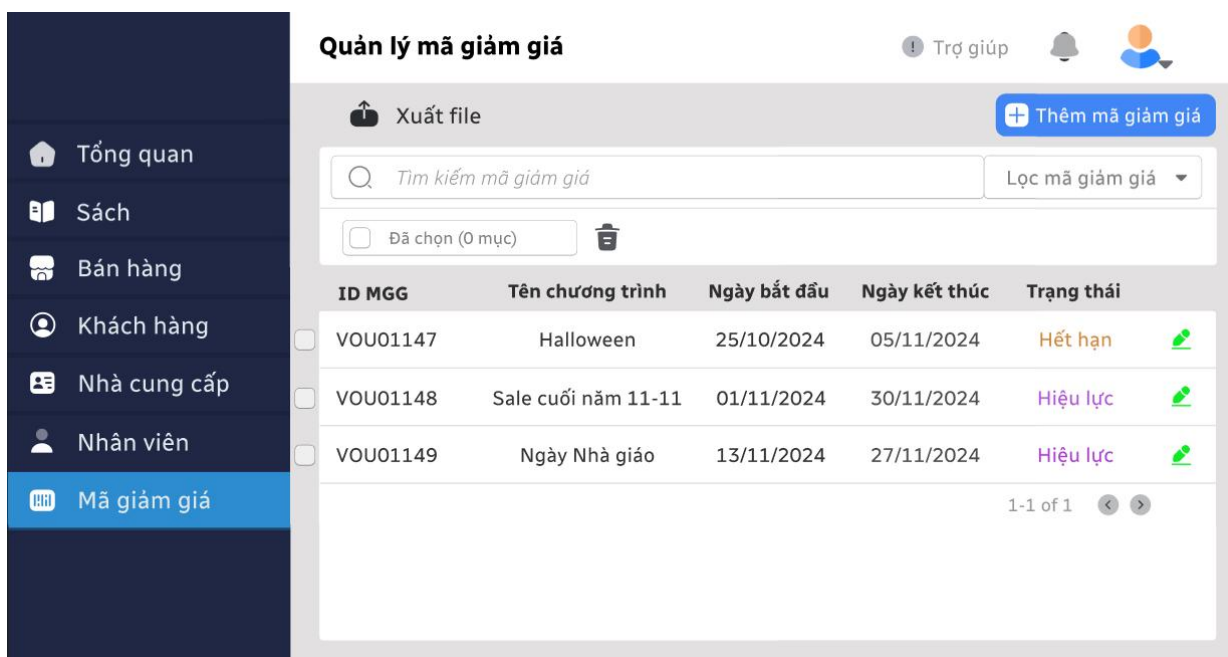 Quản lý mã giảm giá
Trợ giúp
Xuất file
Thêm mã giảm giá
Tìm kiếm mã giảm giá
Lọc mã giảm giá
Đã chọn (0 mục)
Tổng quan
Sách
Bán hàng
Khách hàng
Nhà cung cấp
Nhân viên
Mã giảm giá
ID MGG Tên chương trình Ngày bắt đầu Ngày kết thúc Trạng thái
VOU01147 Halloween 25/10/2024 05/11/2024 Hết hạn
VOU01148 Sale cuối năm 11-11 01/11/2024 30/11/2024 Hiệu lực
VOU01149 Ngày Nhà giáo 13/11/2024 27/11/2024 Hiệu lực
1-1 of 1